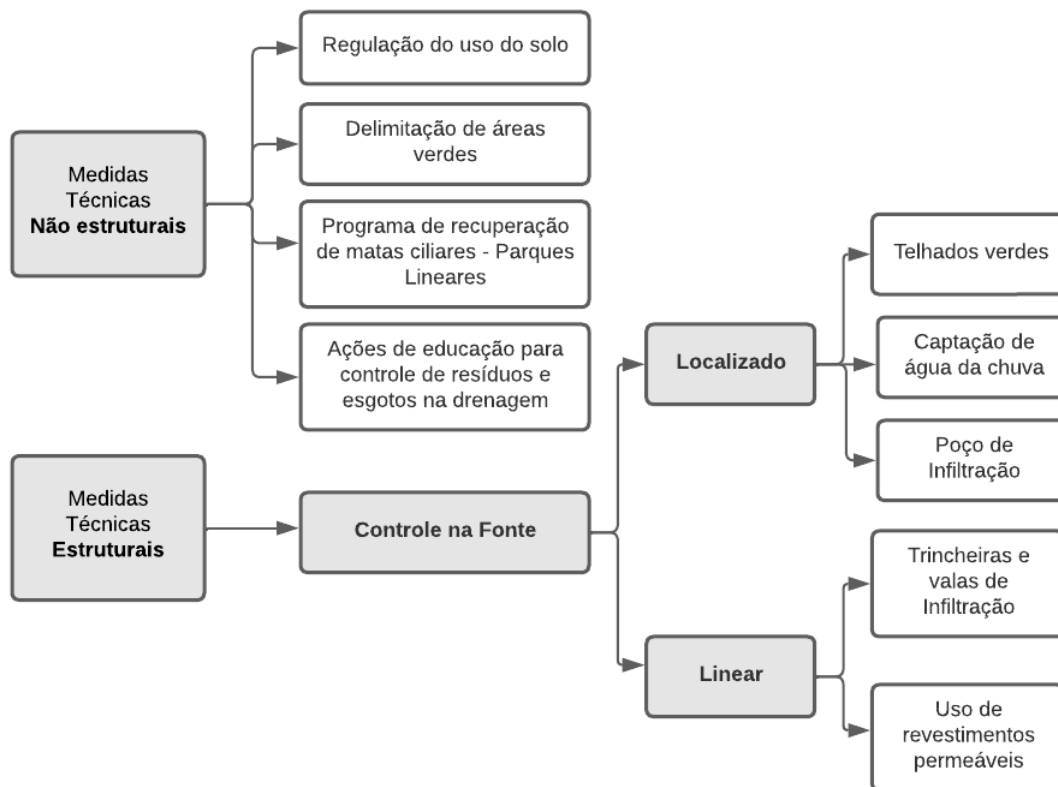 Medidas
Técnicas
Não estruturais
Regulação do uso do solo
Delimitação de áreas
verdes
Programa de recuperação
de matas ciliares - Parques
Lineares
Ações de educação para
controle de resíduos e
esgotos na drenagem
Medidas
Técnicas
Estruturais
Controle na Fonte
Localizado
Telhados verdes
Captação de
água da chuva
Poço de
Infiltração
Linear
Trincheiras e
valas de
Infiltração
Uso de
revestimentos
permeáveis